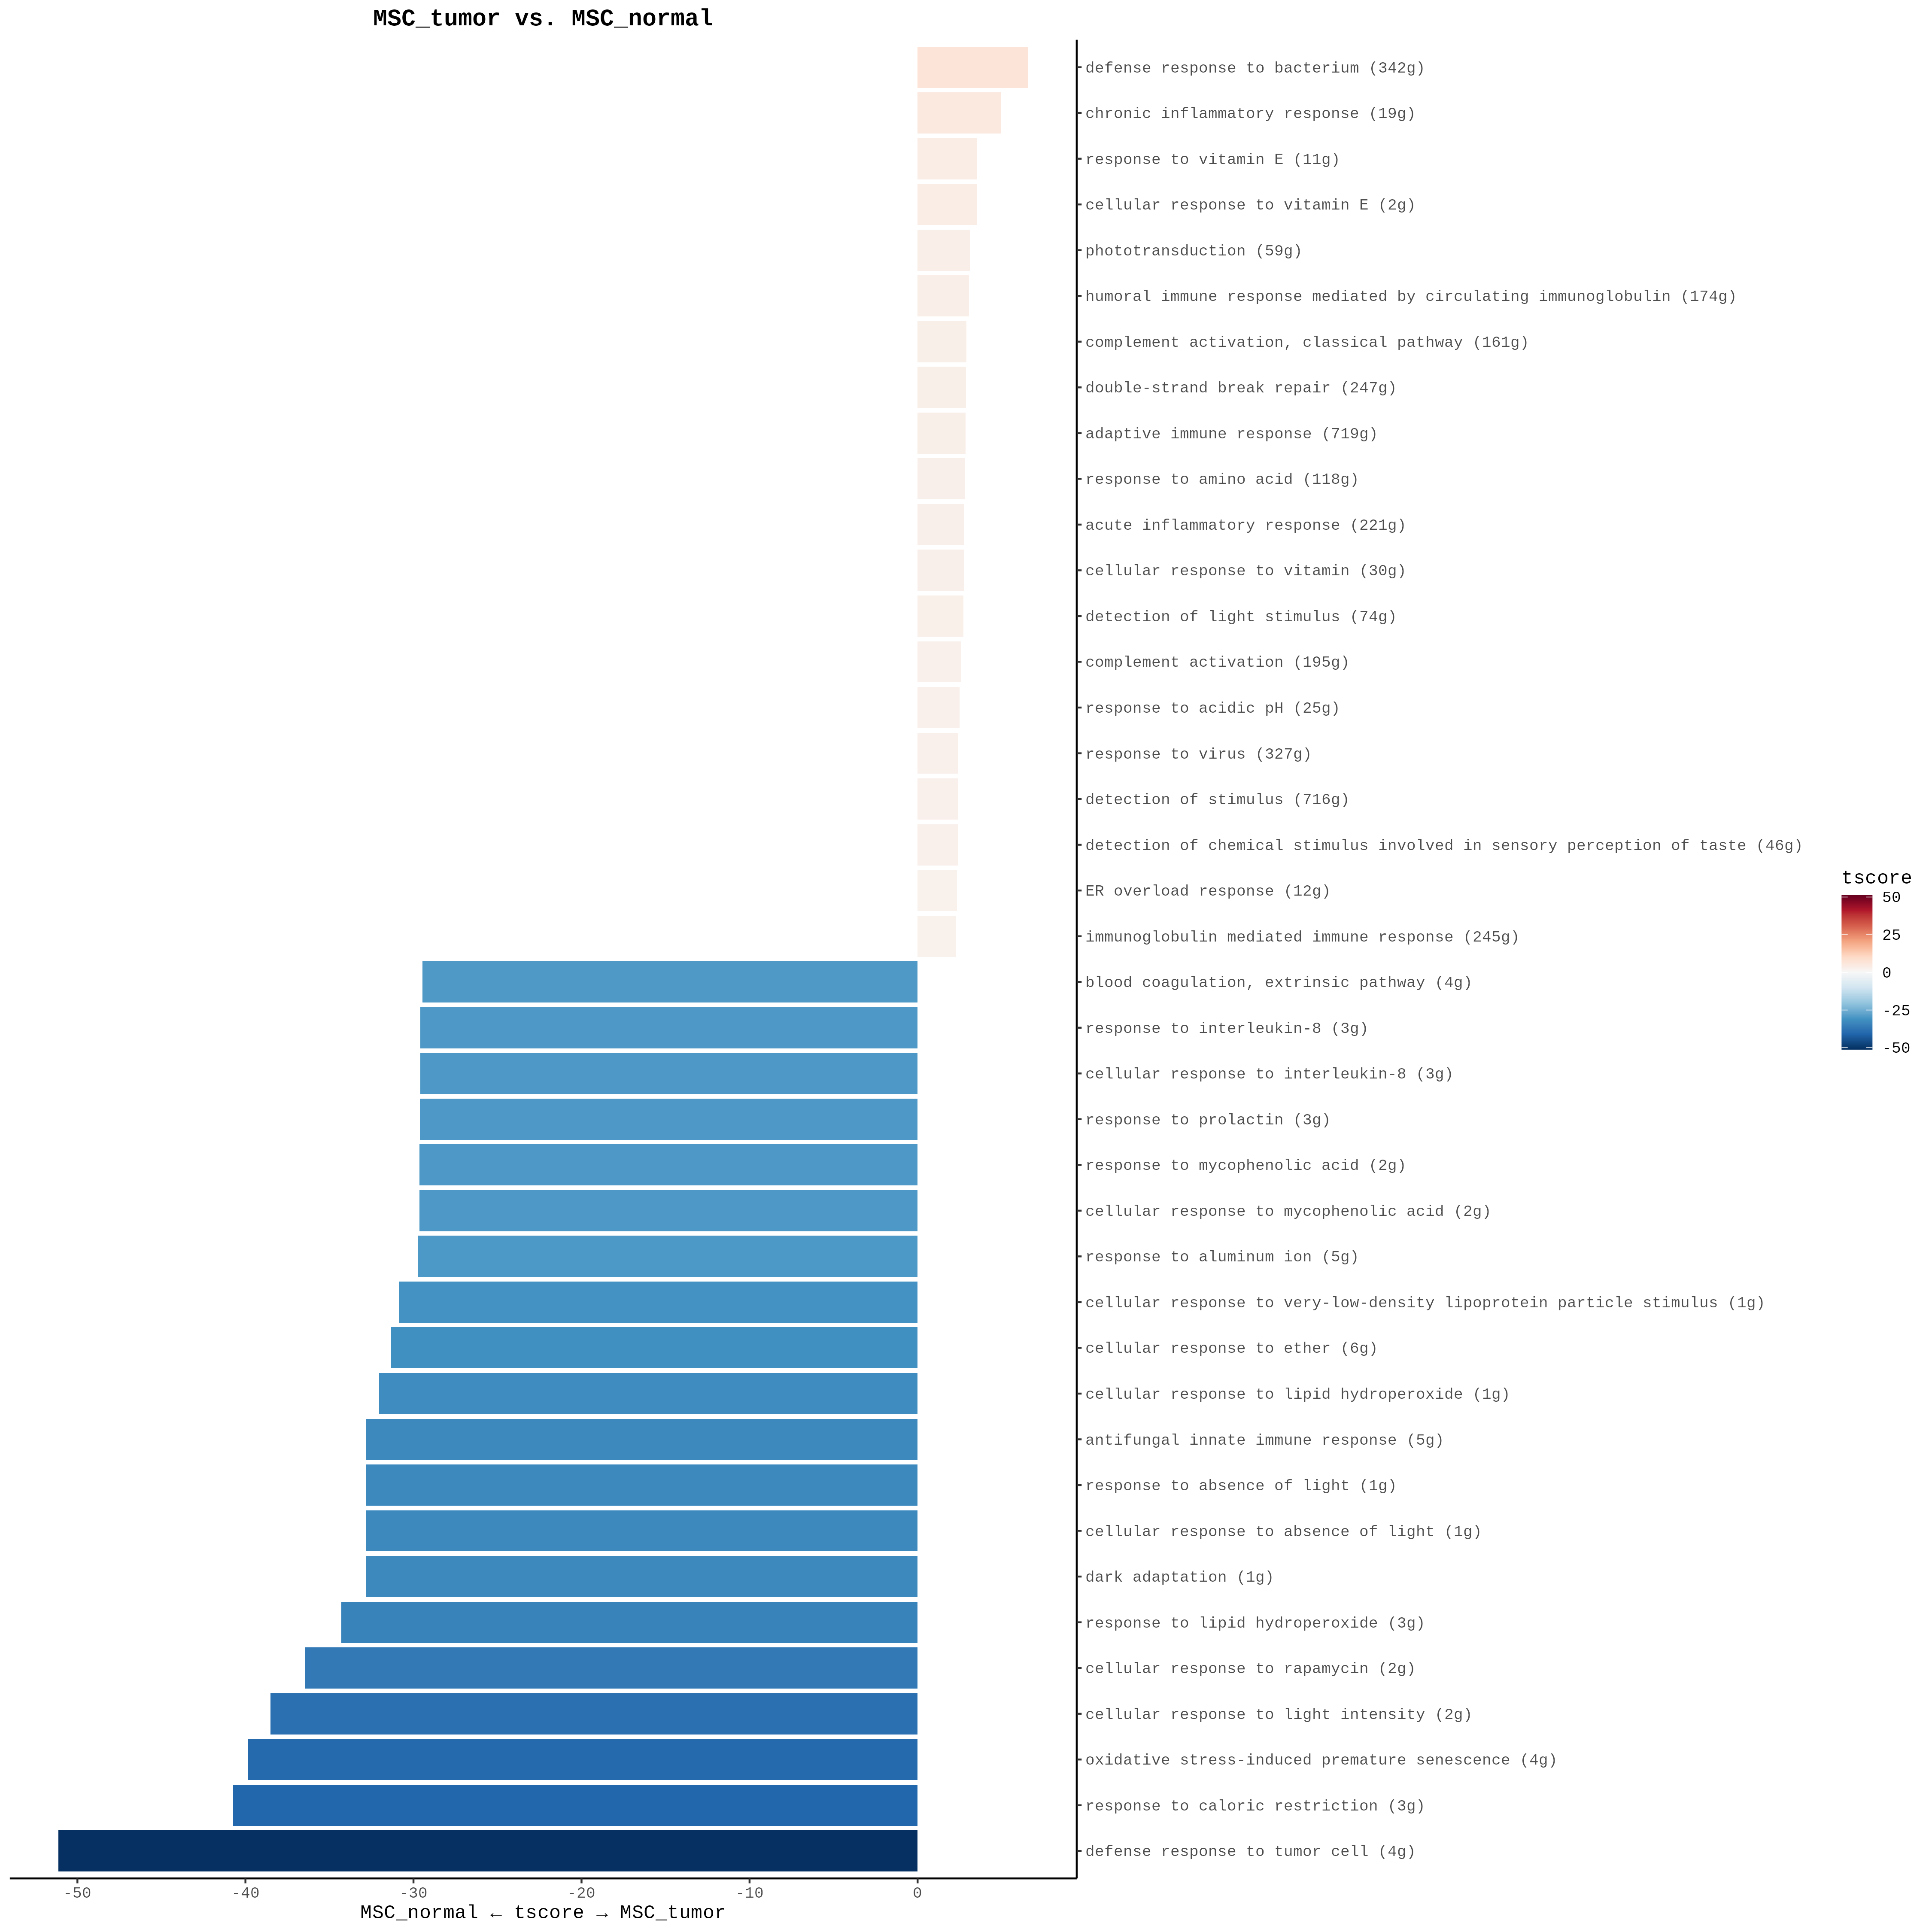 MSC_tumor vs. MSC_normal
defense response to bacterium (342g)
chronic inflammatory response (19g)
response to vitamin E (11g)
cellular response to vitamin E (2g)
phototransduction (59g)
humoral immune response mediated by circulating immunoglobulin (174g)
complement activation, classical pathway (161g)
double-strand break repair (247g)
adaptive immune response (719g)
response to amino acid (118g)
acute inflammatory response (221g)
cellular response to vitamin (30g)
detection of light stimulus (74g)
complement activation (195g)
response to acidic pH (25g)
response to virus (327g)
detection of stimulus (716g)
detection of chemical stimulus involved in sensory perception of taste (46g)
ER overload response (12g)
immunoglobulin mediated immune response (245g)
blood coagulation, extrinsic pathway (4g)
response to interleukin-8 (3g)
cellular response to interleukin-8 (3g)
response to prolactin (3g)
response to mycophenolic acid (2g)
cellular response to mycophenolic acid (2g)
response to aluminum ion (5g)
cellular response to very-low-density lipoprotein particle stimulus (1g)
cellular response to ether (6g)
cellular response to lipid hydroperoxide (1g)
antifungal innate immune response (5g)
response to absence of light (1g)
cellular response to absence of light (1g)
dark adaptation (1g)
response to lipid hydroperoxide (3g)
cellular response to rapamycin (2g)
cellular response to light intensity (2g)
oxidative stress-induced premature senescence (4g)
response to caloric restriction (3g)
defense response to tumor cell (4g)
-50 -40 -30 -20 -10 0
MSC_normal ← tscore → MSC_tumor
tscore
50
25
0
-25
-50